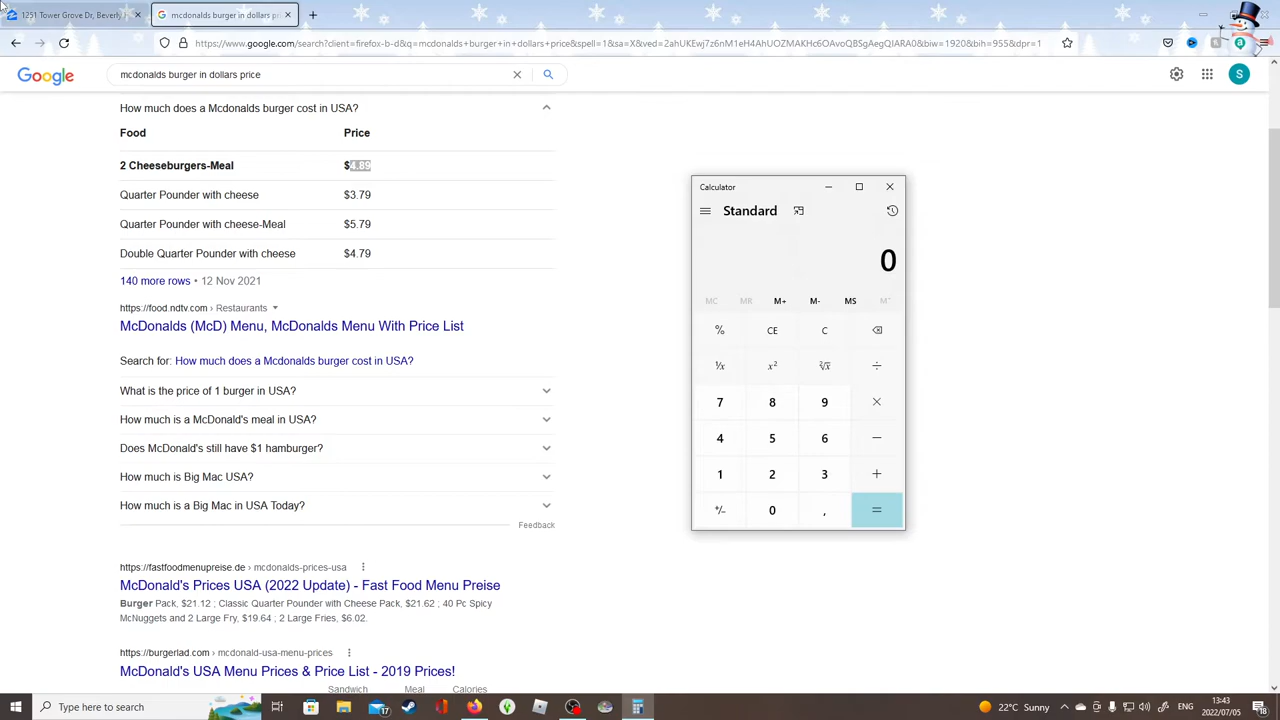 1251 Tower Grove Dr, Beverly
mcdonalds burger in dollars pric
https://www.google.com/search?client=firefox-b-d&q=mcdonalds+burger+in+dollars+price&spell=1&sa=X&ved=2ahUKEwj7z6nM1eH4AhUOZMAKHc6OAvoQBSgAegQIARA0&biw=1920&bih=955&dpr=1
Google
mcdonalds burger in dollars price
S
How much does a Mcdonalds burger cost in USA?
Food Price
2 Cheeseburgers-Meal $4.89
Quarter Pounder with cheese $3.79
Quarter Pounder with cheese-Meal $5.79
Double Quarter Pounder with cheese $4.79
140 more rows • 12 Nov 2021
https://food.ndtv.com › Restaurants
McDonalds (McD) Menu, McDonalds Menu With Price List
Search for: How much does a Mcdonalds burger cost in USA?
What is the price of 1 burger in USA?
How much is a McDonald's meal in USA?
Does McDonald's still have $1 hamburger?
How much is Big Mac USA?
How much is a Big Mac in USA Today?
Feedback
https://fastfoodmenupreise.de › mcdonalds-prices-usa
McDonald's Prices USA (2022 Update) - Fast Food Menu Preise
Burger Pack, $21.12 ; Classic Quarter Pounder with Cheese Pack, $21.62 ; 40 Pc Spicy
McNuggets and 2 Large Fry, $19.64 ; 2 Large Fries, $6.02.
https://burgerlad.com › mcdonald-usa-menu-prices
McDonald's USA Menu Prices & Price List - 2019 Prices!
Sandwich Meal Calories
Calculator
Standard
0
MC MR M+ M- MS M˅
% CE C
¹⁄x x² ²√x ÷
7 8 9 ×
4 5 6 −
1 2 3 +
+/− 0 , =
Type here to search
17
22°C Sunny
ENG
13:43
2022/07/05
18